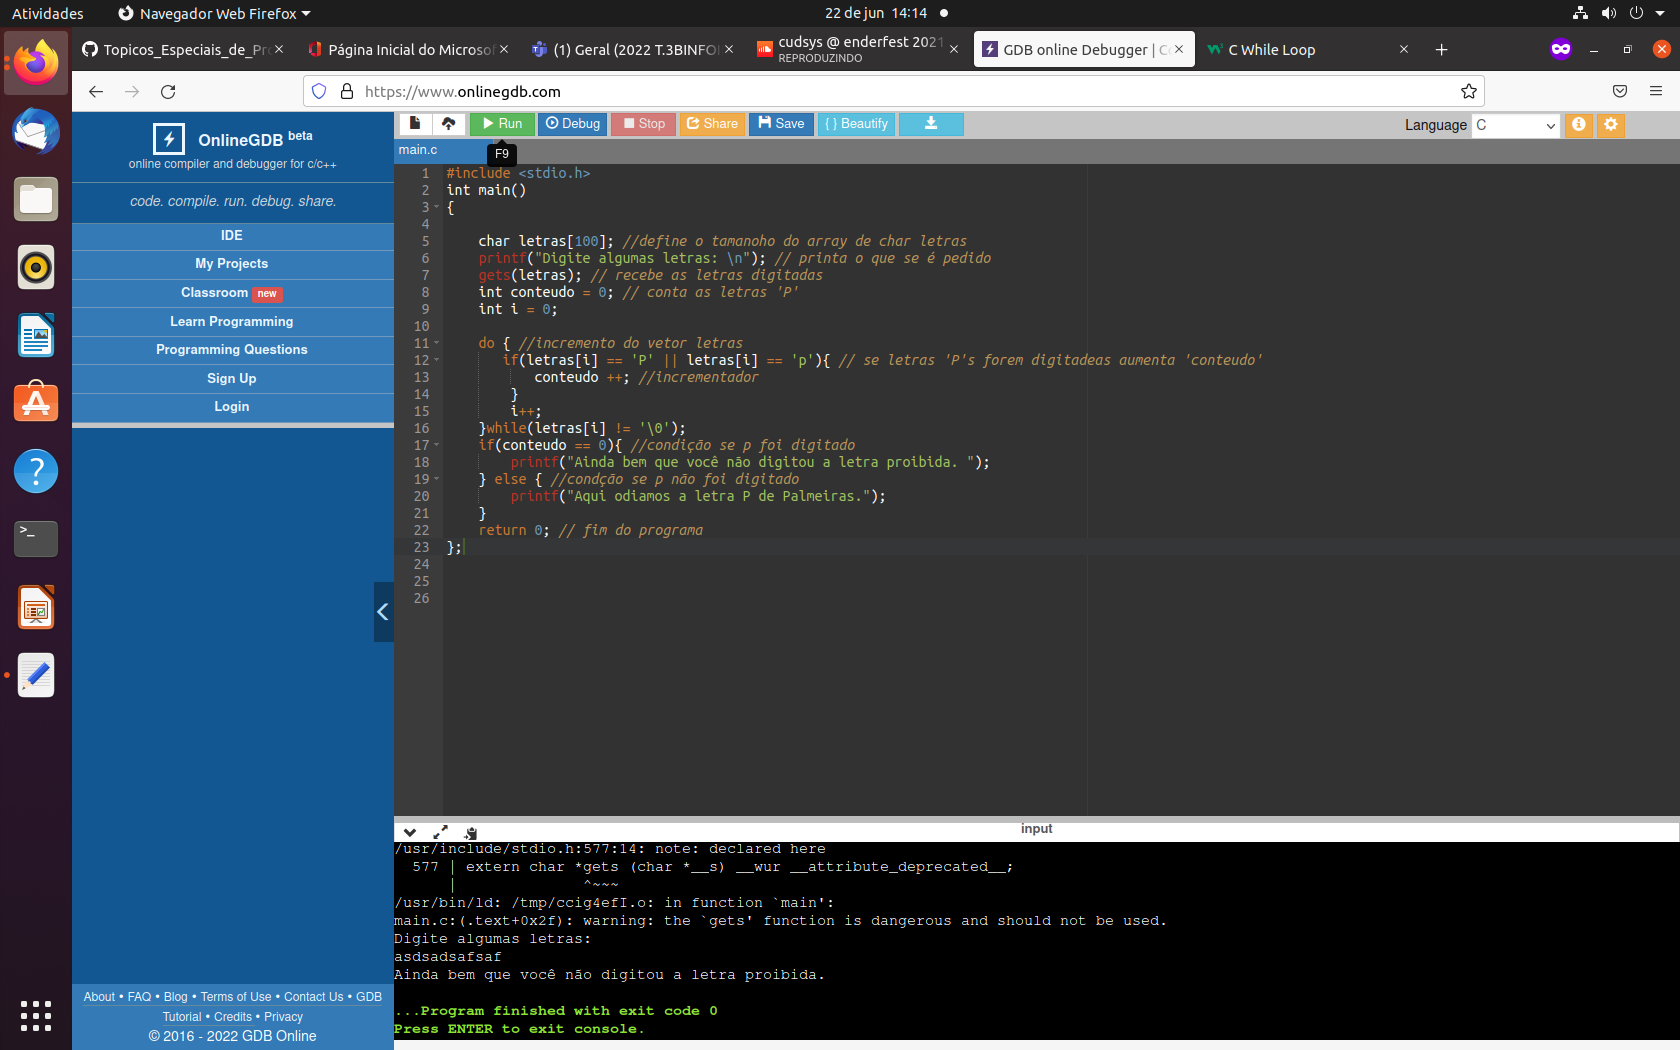 Atividades
Navegador Web Firefox
22 de jun 14:14
Topicos_Especiais_de_Pr
Página Inicial do Microsof
(1) Geral (2022 T.3BINFO
cudsys @ enderfest 2021
REPRODUZINDO
GDB online Debugger | Co
C While Loop
https://www.onlinegdb.com
OnlineGDB beta
online compiler and debugger for c/c++
code. compile. run. debug. share.
IDE
My Projects
Classroom new
Learn Programming
Programming Questions
Sign Up
Login
About • FAQ • Blog • Terms of Use • Contact Us • GDB
Tutorial • Credits • Privacy
© 2016 - 2022 GDB Online
Run
Debug
Stop
Share
Save
{ } Beautify
Language C
main.c
F9
1 #include <stdio.h>
2 int main()
3 {
4
5 char letras[100]; //define o tamanoho do array de char letras
6 printf("Digite algumas letras: \n"); // printa o que se é pedido
7 gets(letras); // recebe as letras digitadas
8 int conteudo = 0; // conta as letras 'P'
9 int i = 0;
10
11 do { //incremento do vetor letras
12 if(letras[i] == 'P' || letras[i] == 'p'){ // se letras 'P's forem digitadeas aumenta 'conteudo'
13 conteudo ++; //incrementador
14 }
15 i++;
16 }while(letras[i] != '\0');
17 if(conteudo == 0){ //condição se p foi digitado
18 printf("Ainda bem que você não digitou a letra proibida. ");
19 } else { //condção se p não foi digitado
20 printf("Aqui odiamos a letra P de Palmeiras.");
21 }
22 return 0; // fim do programa
23 };
24
25
26
input
/usr/include/stdio.h:577:14: note: declared here
577 | extern char *gets (char *__s) __wur __attribute_deprecated__;
| ^~~~
/usr/bin/ld: /tmp/ccig4efI.o: in function `main':
main.c:(.text+0x2f): warning: the `gets' function is dangerous and should not be used.
Digite algumas letras:
asdsadsafsaf
Ainda bem que você não digitou a letra proibida.
...Program finished with exit code 0
Press ENTER to exit console.